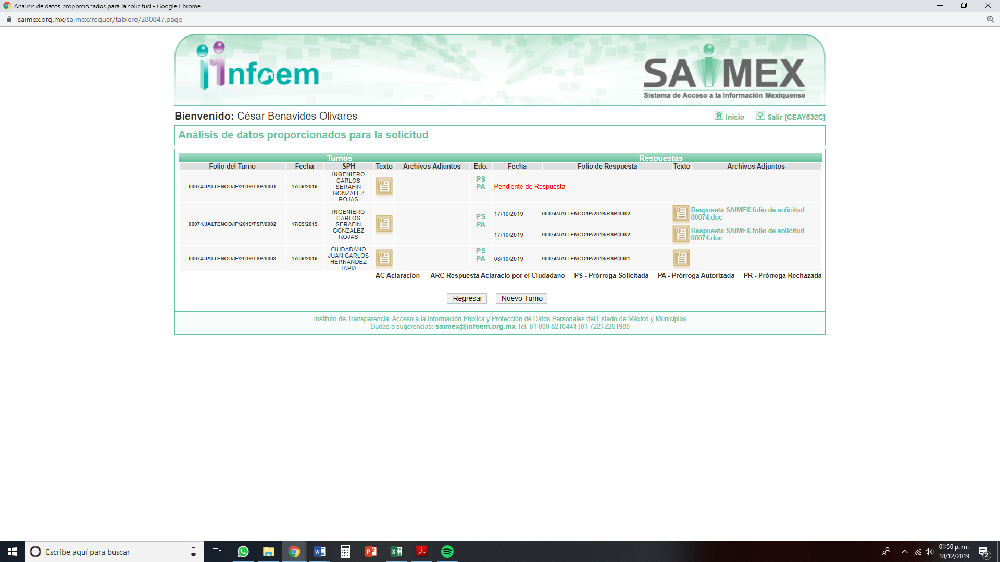 Análisis de datos proporcionados para la solicitud - Google Chrome
saimex.org.mx/saimex/requer/tablero/280847.page
infoem
SAIMEX
Sistema de Acceso a la Información Mexiquense
Bienvenido: César Benavides Olivares
Inicio
Salir [CEAY532C]
Análisis de datos proporcionados para la solicitud
Turnos
Respuestas
Folio del Turno
Fecha
SPH
Texto
Archivos Adjuntos
Edo.
Fecha
Folio de Respuesta
Texto
Archivos Adjuntos
00074/JALTENCO/IP/2019/TSP/0001
17/09/2019
INGENIERO
CARLOS
SERAFIN
GONZALEZ
ROJAS
PS
PA
Pendiente de Respuesta
00074/JALTENCO/IP/2019/TSP/0002
17/09/2019
INGENIERO
CARLOS
SERAFIN
GONZALEZ
ROJAS
PS
PA
17/10/2019
00074/JALTENCO/IP/2019/RSP/0002
Respuesta SAIMEX folio de solicitud
00074.doc
17/10/2019
00074/JALTENCO/IP/2019/RSP/0002
Respuesta SAIMEX folio de solicitud
00074.doc
00074/JALTENCO/IP/2019/TSP/0003
17/09/2019
CIUDADANO
JUAN CARLOS
HERNANDEZ
TAPIA
PS
PA
08/10/2019
00074/JALTENCO/IP/2019/RSP/0001
AC Aclaración
ARC Respuesta Aclaració por el Ciudadano
PS - Prórroga Solicitada
PA - Prórroga Autorizada
PR - Prórroga Rechazada
Regresar
Nuevo Turno
Instituto de Transparencia, Acceso a la Información Pública y Protección de Datos Personales del Estado de México y Municipios
Dudas o sugerencias: saimex@infoem.org.mx Tel. 01 800 8210441 (01 722) 2261980
Escribe aquí para buscar
01:50 p. m.
18/12/2019
2